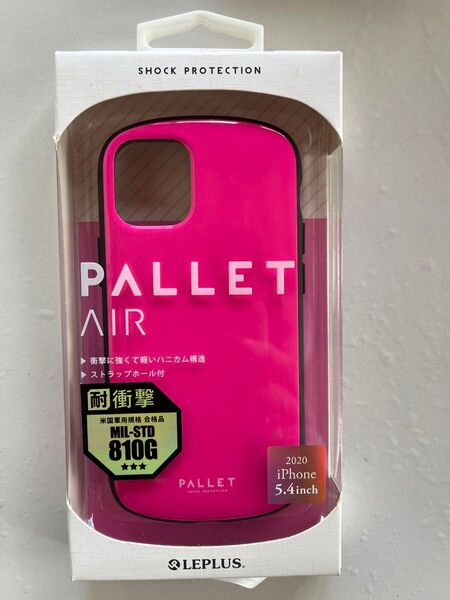 SHOCK PROTECTION
PALLET
AIR
▶ 衝撃に強くて軽いハニカム構造
▶ ストラップホール付
耐衝撃
米国軍用規格 合格品
MIL-STD
810G
★★★
PALLET
SHOCK PROTECTION
2020
iPhone
5.4inch
LEPLUS.